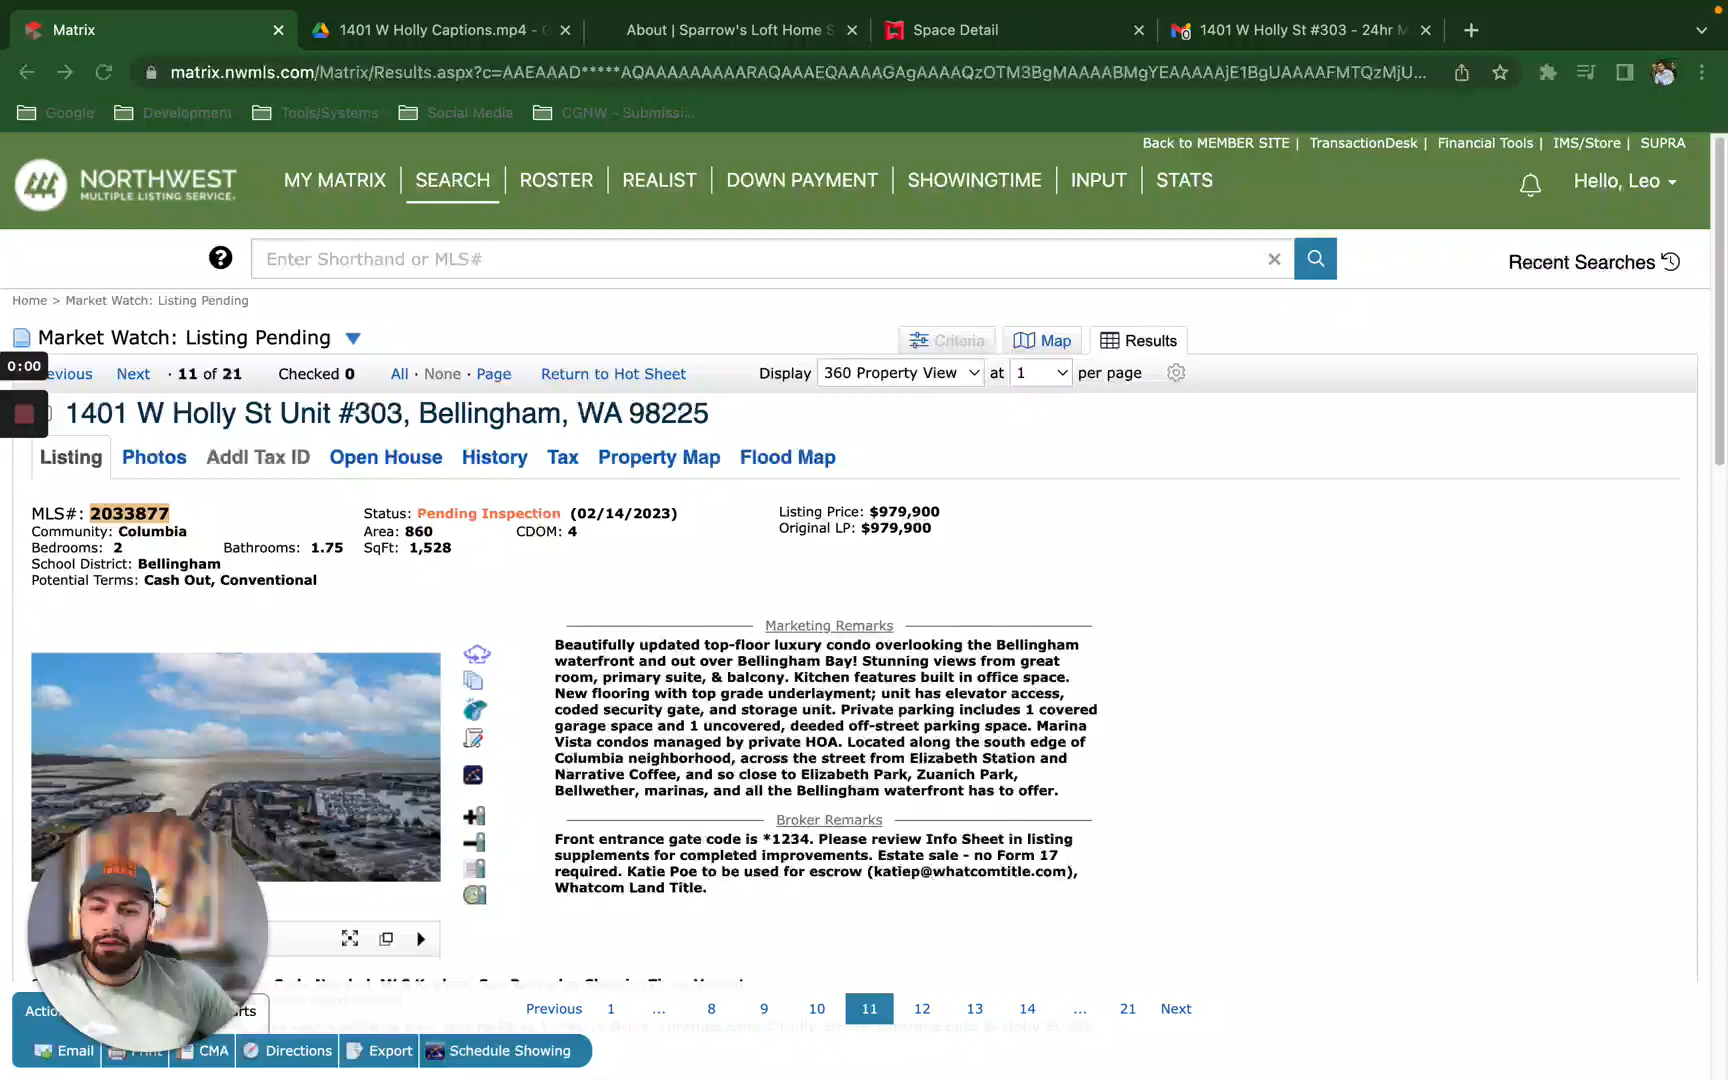 Matrix
1401 W Holly Captions.mp4 - G
About | Sparrow's Loft Home S
Space Detail
1401 W Holly St #303 - 24hr M
matrix.nwmls.com/Matrix/Results.aspx?c=AAEAAAD*****AQAAAAAAAAARAQAAAEQAAAAGAgAAAAQzOTM3BgMAAAABMgYEAAAAAjE1BgUAAAAFMTQzMjU...
Google
Development
Tools/Systems
Social Media
CGNW - Submissi...
Back to MEMBER SITE | TransactionDesk | Financial Tools | IMS/Store | SUPRA
NORTHWEST
MULTIPLE LISTING SERVICE®
MY MATRIX
SEARCH
ROSTER
REALIST
DOWN PAYMENT
SHOWINGTIME
INPUT
STATS
Hello, Leo
Enter Shorthand or MLS#
Recent Searches
Home > Market Watch: Listing Pending
Market Watch: Listing Pending
Criteria
Map
Results
0:00
evious Next · 11 of 21 Checked 0 All · None · Page Return to Hot Sheet Display 360 Property View at 1 per page
1401 W Holly St Unit #303, Bellingham, WA 98225
Listing Photos Addl Tax ID Open House History Tax Property Map Flood Map
MLS#: 2033877 Status: Pending Inspection (02/14/2023) Listing Price: $979,900
Community: Columbia Area: 860 CDOM: 4 Original LP: $979,900
Bedrooms: 2 Bathrooms: 1.75 SqFt: 1,528
School District: Bellingham
Potential Terms: Cash Out, Conventional
Marketing Remarks
Beautifully updated top-floor luxury condo overlooking the Bellingham
waterfront and out over Bellingham Bay! Stunning views from great
room, primary suite, & balcony. Kitchen features built in office space.
New flooring with top grade underlayment; unit has elevator access,
coded security gate, and storage unit. Private parking includes 1 covered
garage space and 1 uncovered, deeded off-street parking space. Marina
Vista condos managed by private HOA. Located along the south edge of
Columbia neighborhood, across the street from Elizabeth Station and
Narrative Coffee, and so close to Elizabeth Park, Zuanich Park,
Bellwether, marinas, and all the Bellingham waterfront has to offer.
Broker Remarks
Front entrance gate code is *1234. Please review Info Sheet in listing
supplements for completed improvements. Estate sale - no Form 17
required. Katie Poe to be used for escrow (katiep@whatcomtitle.com),
Whatcom Land Title.
Actio
rts
Previous 1 ... 8 9 10 11 12 13 14 ... 21 Next
Email Print CMA Directions Export Schedule Showing